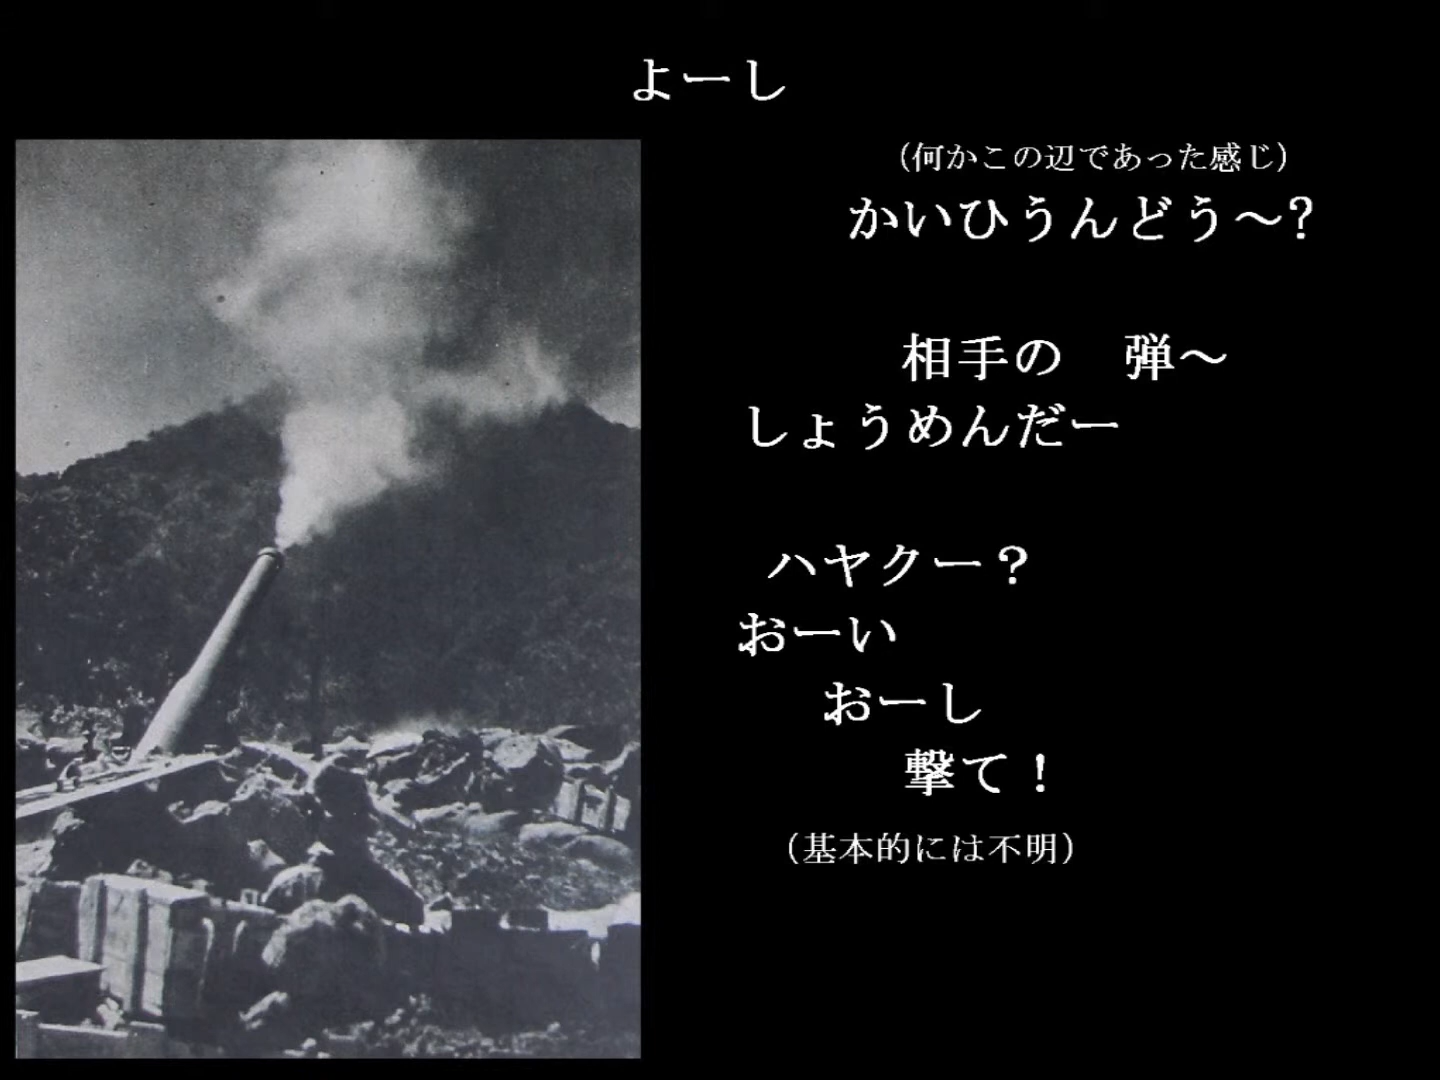 よーし
（何かこの辺であった感じ）
かいひうんどう～?
相手の　弾～
しょうめんだー
ハヤクー？
おーい
おーし
撃て！
（基本的には不明）